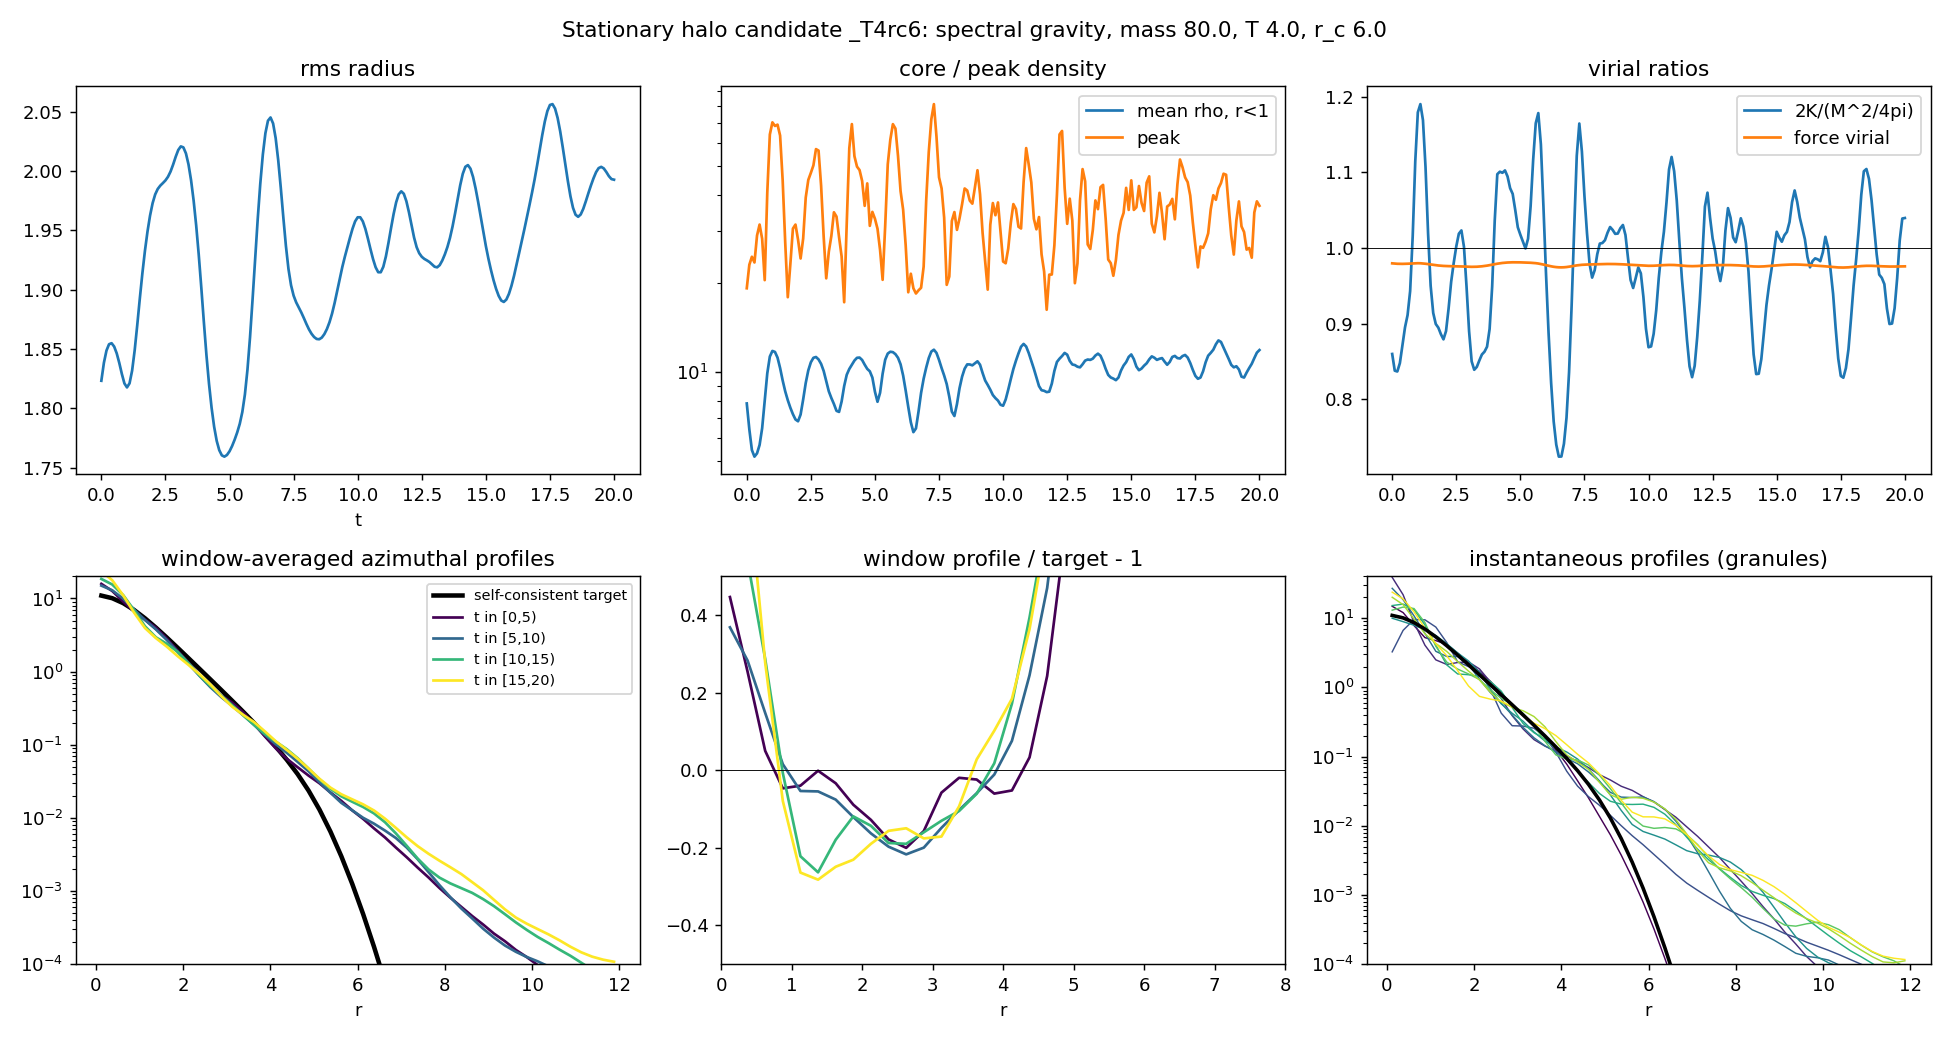 Stationary halo candidate _T4rc6: spectral gravity, mass 80.0, T 4.0, r_c 6.0
rms radius
2.05
2.00
1.95
1.90
1.85
1.80
1.75
0.0 2.5 5.0 7.5 10.0 12.5 15.0 17.5 20.0
t
core / peak density
mean rho, r<1
peak
10^1
0.0 2.5 5.0 7.5 10.0 12.5 15.0 17.5 20.0
virial ratios
2K/(M^2/4pi)
force virial
1.2
1.1
1.0
0.9
0.8
0.0 2.5 5.0 7.5 10.0 12.5 15.0 17.5 20.0
window-averaged azimuthal profiles
self-consistent target
t in [0,5)
t in [5,10)
t in [10,15)
t in [15,20)
10^1
10^0
10^-1
10^-2
10^-3
10^-4
0 2 4 6 8 10 12
r
window profile / target - 1
0.4
0.2
0.0
−0.2
−0.4
0 1 2 3 4 5 6 7 8
r
instantaneous profiles (granules)
10^1
10^0
10^-1
10^-2
10^-3
10^-4
0 2 4 6 8 10 12
r